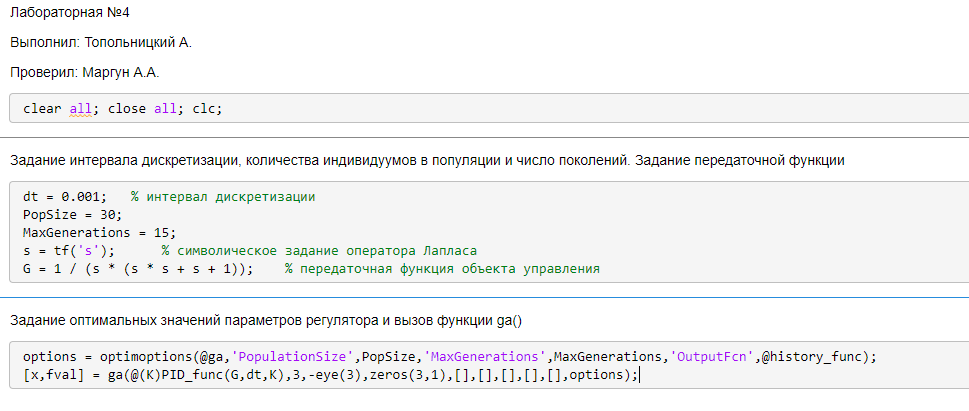 Лабораторная №4
Выполнил: Топольницкий А.
Проверил: Маргун А.А.
clear all; close all; clc;
Задание интервала дискретизации, количества индивидуумов в популяции и число поколений. Задание передаточной функции
dt = 0.001;   % интервал дискретизации
PopSize = 30;
MaxGenerations = 15;
s = tf('s');      % символическое задание оператора Лапласа
G = 1 / (s * (s * s + s + 1));    % передаточная функция объекта управления
Задание оптимальных значений параметров регулятора и вызов функции ga()
options = optimoptions(@ga,'PopulationSize',PopSize,'MaxGenerations',MaxGenerations,'OutputFcn',@history_func);
[x,fval] = ga(@(K)PID_func(G,dt,K),3,-eye(3),zeros(3,1),[],[],[],[],[],options);